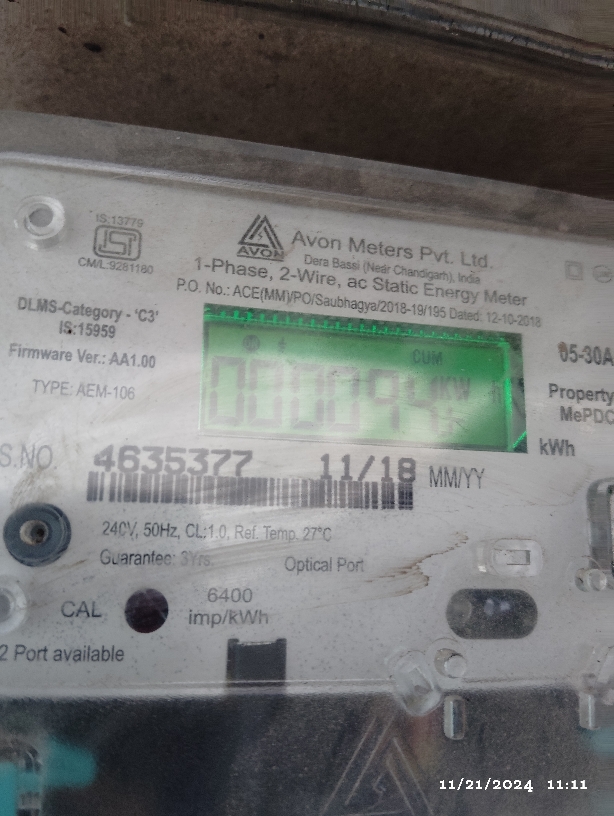 IS:13779
CM/L:9281180
AVON
Avon Meters Pvt. Ltd.
Dera Bassi (Near Chandigarh), India
1-Phase, 2-Wire, ac Static Energy Meter
P.O. No.: ACE(MM)/PO/Saubhagya/2018-19/195 Dated: 12-10-2018
DLMS-Category - 'C3'
IS:15959
Firmware Ver.: AA1.00
TYPE: AEM-106
CUM
000094 KW
h
05-30A
Property
MePDC
kWh
S.NO 4635377 11/18 MM/YY
240V, 50Hz, CL:1.0, Ref. Temp. 27°C
Guarantee: 3Yrs. Optical Port
CAL 6400
imp/kWh
2 Port available
11/21/2024 11:11